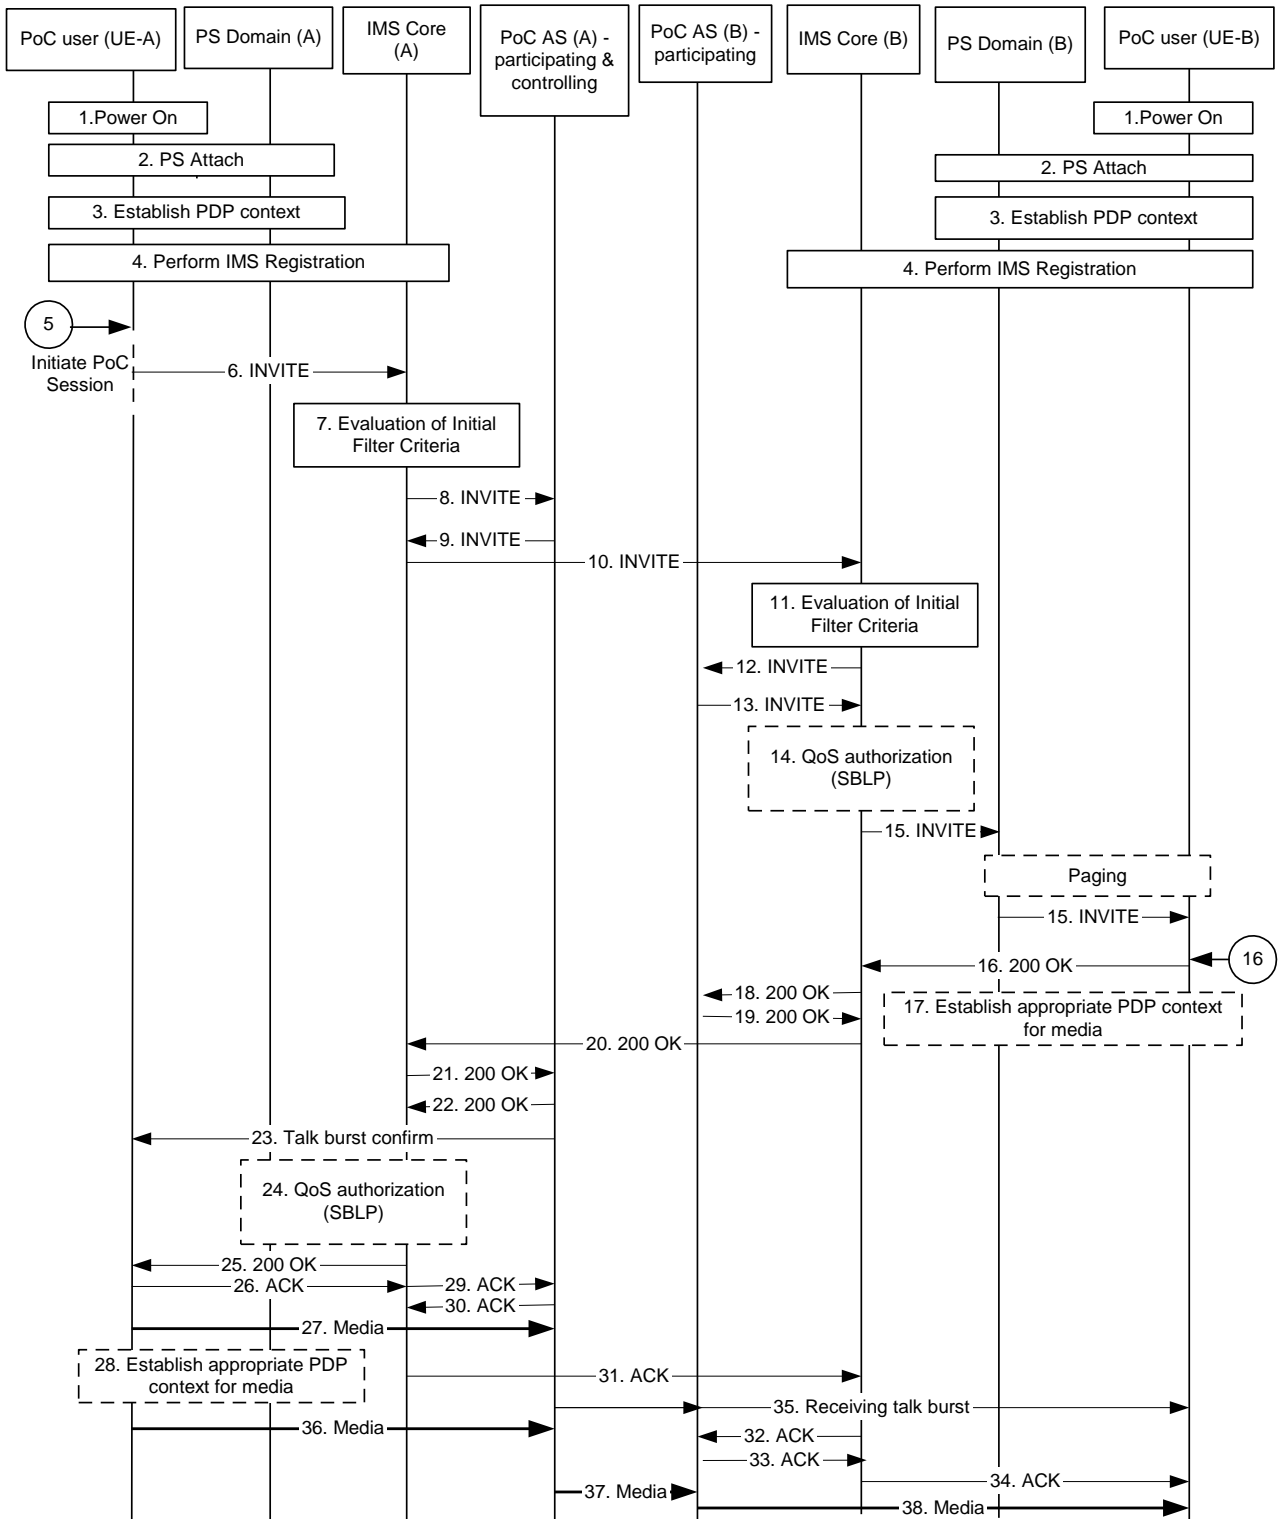 PoC user (UE-A)
PS Domain (A)
IMS Core
(A)
PoC AS (A) -
participating &
controlling
PoC AS (B) -
participating
IMS Core (B)
PS Domain (B)
PoC user (UE-B)
1.Power On
1.Power On
2. PS Attach
2. PS Attach
3. Establish PDP context
3. Establish PDP context
4. Perform IMS Registration
4. Perform IMS Registration
5
Initiate PoC
Session
6. INVITE
7. Evaluation of Initial
Filter Criteria
8. INVITE
9. INVITE
10. INVITE
11. Evaluation of Initial
Filter Criteria
12. INVITE
13. INVITE
14. QoS authorization
(SBLP)
15. INVITE
Paging
15. INVITE
16
16. 200 OK
18. 200 OK
17. Establish appropriate PDP context
for media
19. 200 OK
20. 200 OK
21. 200 OK
22. 200 OK
23. Talk burst confirm
24. QoS authorization
(SBLP)
25. 200 OK
26. ACK
29. ACK
30. ACK
27. Media
28. Establish appropriate PDP
context for media
31. ACK
35. Receiving talk burst
36. Media
32. ACK
33. ACK
34. ACK
37. Media
38. Media